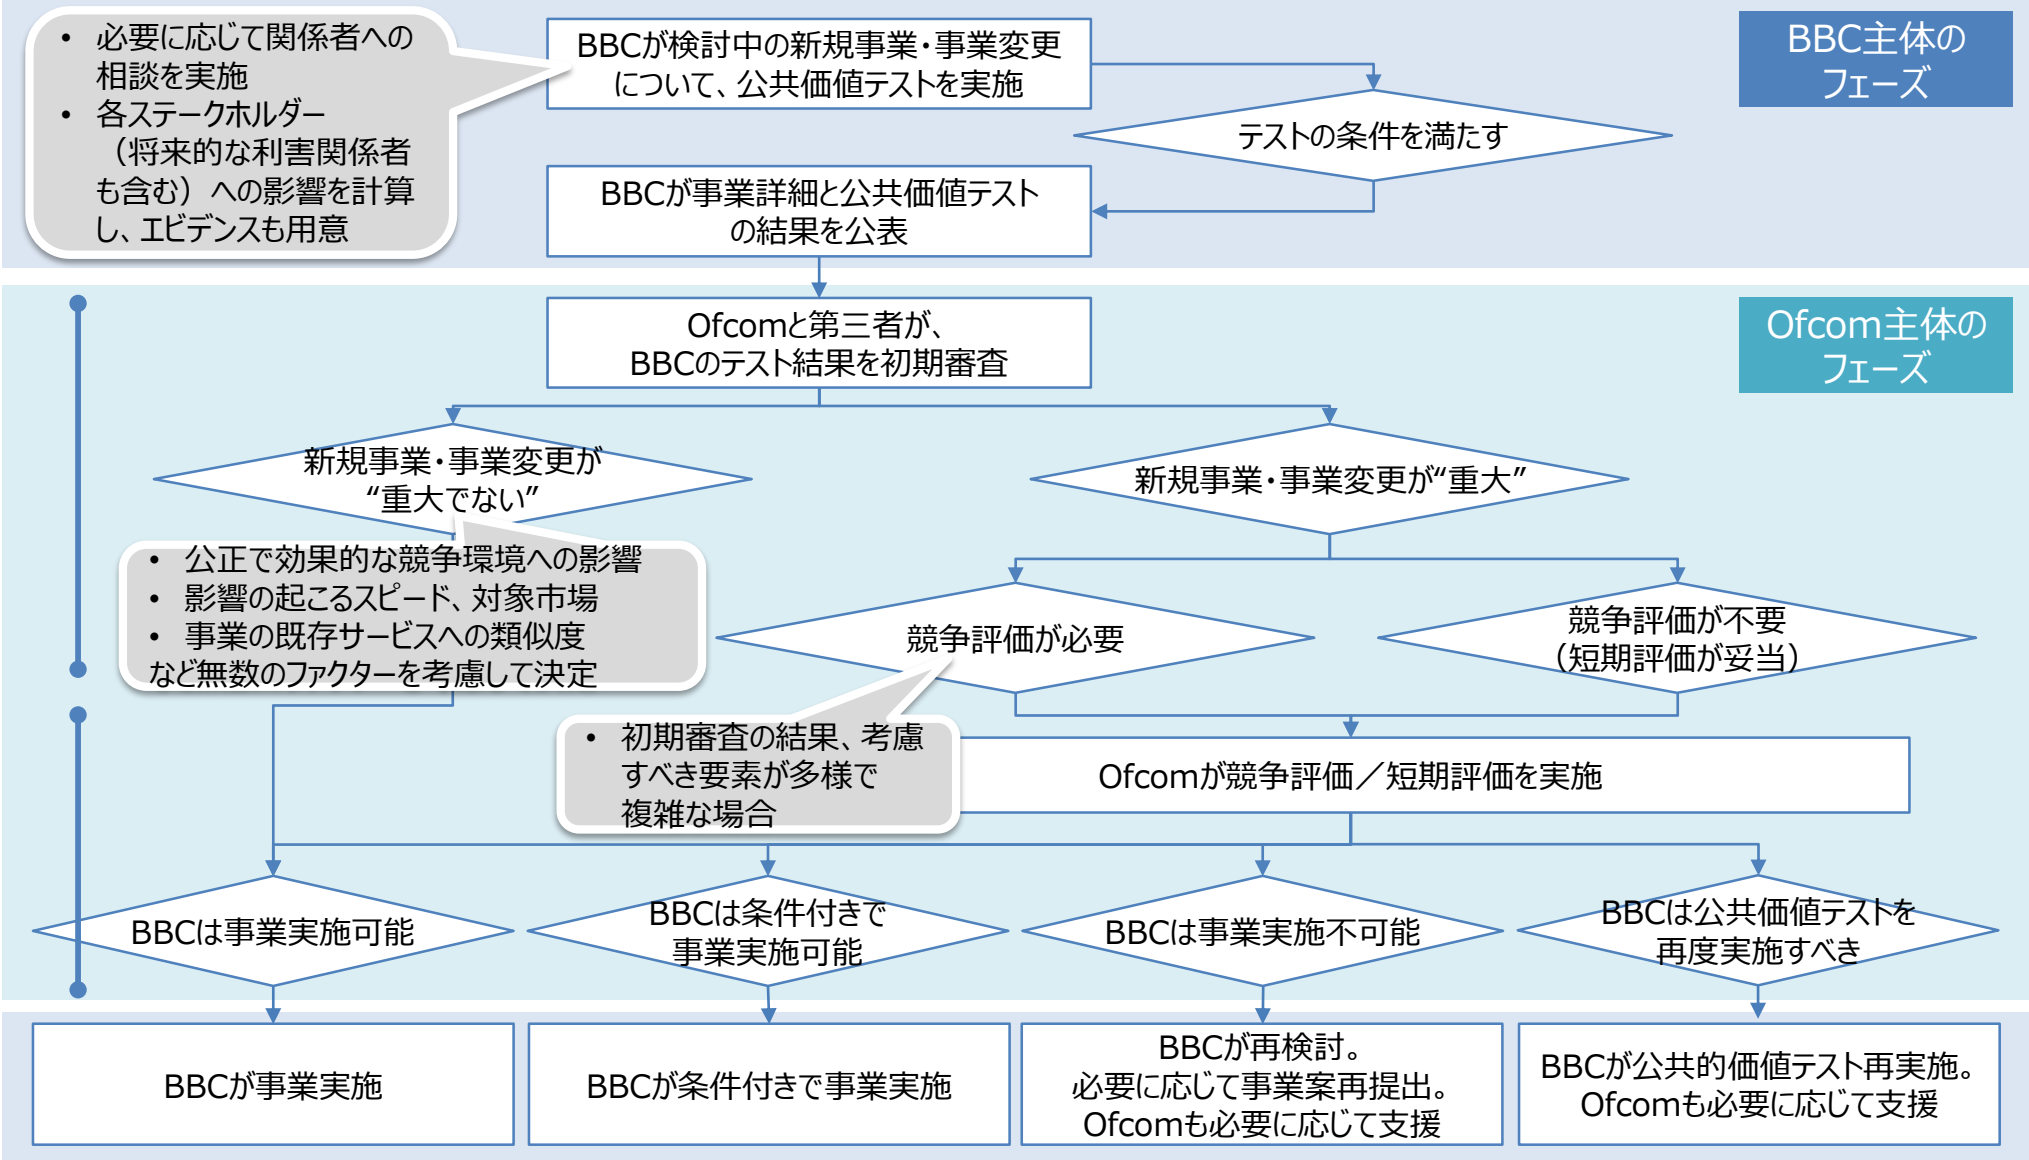 • 必要に応じて関係者への
相談を実施
• 各ステークホルダー
（将来的な利害関係者
も含む）への影響を計算
し、エビデンスも用意
BBCが検討中の新規事業・事業変更
について、公共価値テストを実施
BBC主体の
フェーズ
テストの条件を満たす
BBCが事業詳細と公共価値テスト
の結果を公表
Ofcomと第三者が、
BBCのテスト結果を初期審査
Ofcom主体の
フェーズ
新規事業・事業変更が
“重大でない”
新規事業・事業変更が“重大”
• 公正で効果的な競争環境への影響
• 影響の起こるスピード、対象市場
• 事業の既存サービスへの類似度
など無数のファクターを考慮して決定
競争評価が必要
競争評価が不要
（短期評価が妥当）
• 初期審査の結果、考慮
すべき要素が多様で
複雑な場合
Ofcomが競争評価／短期評価を実施
BBCは事業実施可能
BBCは条件付きで
事業実施可能
BBCは事業実施不可能
BBCは公共価値テストを
再度実施すべき
BBCが事業実施
BBCが条件付きで事業実施
BBCが再検討。
必要に応じて事業案再提出。
Ofcomも必要に応じて支援
BBCが公共的価値テスト再実施。
Ofcomも必要に応じて支援